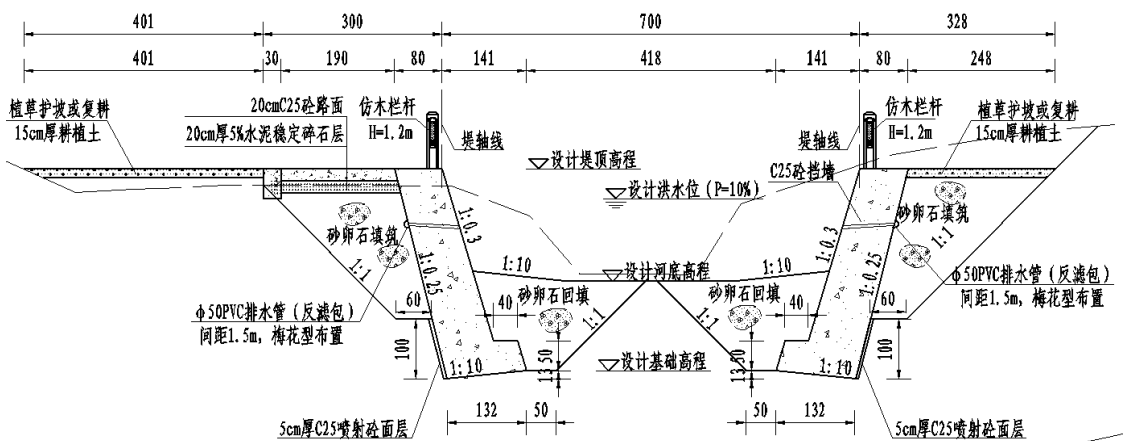 401 300 700 328
401 30 190 80 141 418 141 80 248
植草护坡或复耕
15cm厚耕植土
20cmC25砼路面
20cm厚5%水泥稳定碎石层
仿木栏杆
H=1.2m
堤轴线
设计堤顶高程
设计洪水位(P=10%)
堤轴线
仿木栏杆
H=1.2m
植草护坡或复耕
15cm厚耕植土
C25砼挡墙
砂卵石填筑
1:1
1:0.3
1:0.25
1:10
设计河底高程
1:10
1:0.3
1:0.25
砂卵石填筑
1:1
φ50PVC排水管(反滤包)
间距1.5m,梅花型布置
60
40
砂卵石回填
1:1
砂卵石回填
1:1
40
60
φ50PVC排水管(反滤包)
间距1.5m,梅花型布置
100
1:10
50
13
设计基础高程
50
13
1:10
100
132 50 50 132
5cm厚C25喷射砼面层
5cm厚C25喷射砼面层